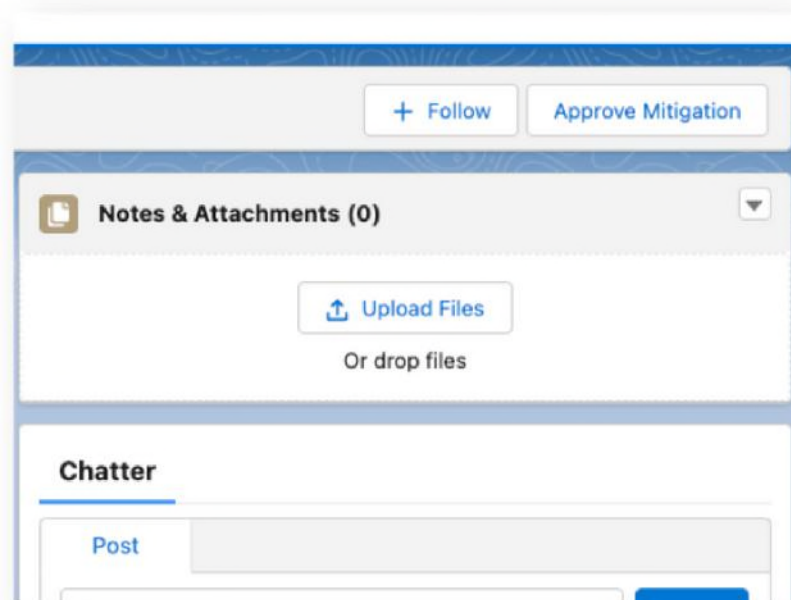 + Follow
Approve Mitigation
Notes & Attachments (0)
Upload Files
Or drop files
Chatter
Post